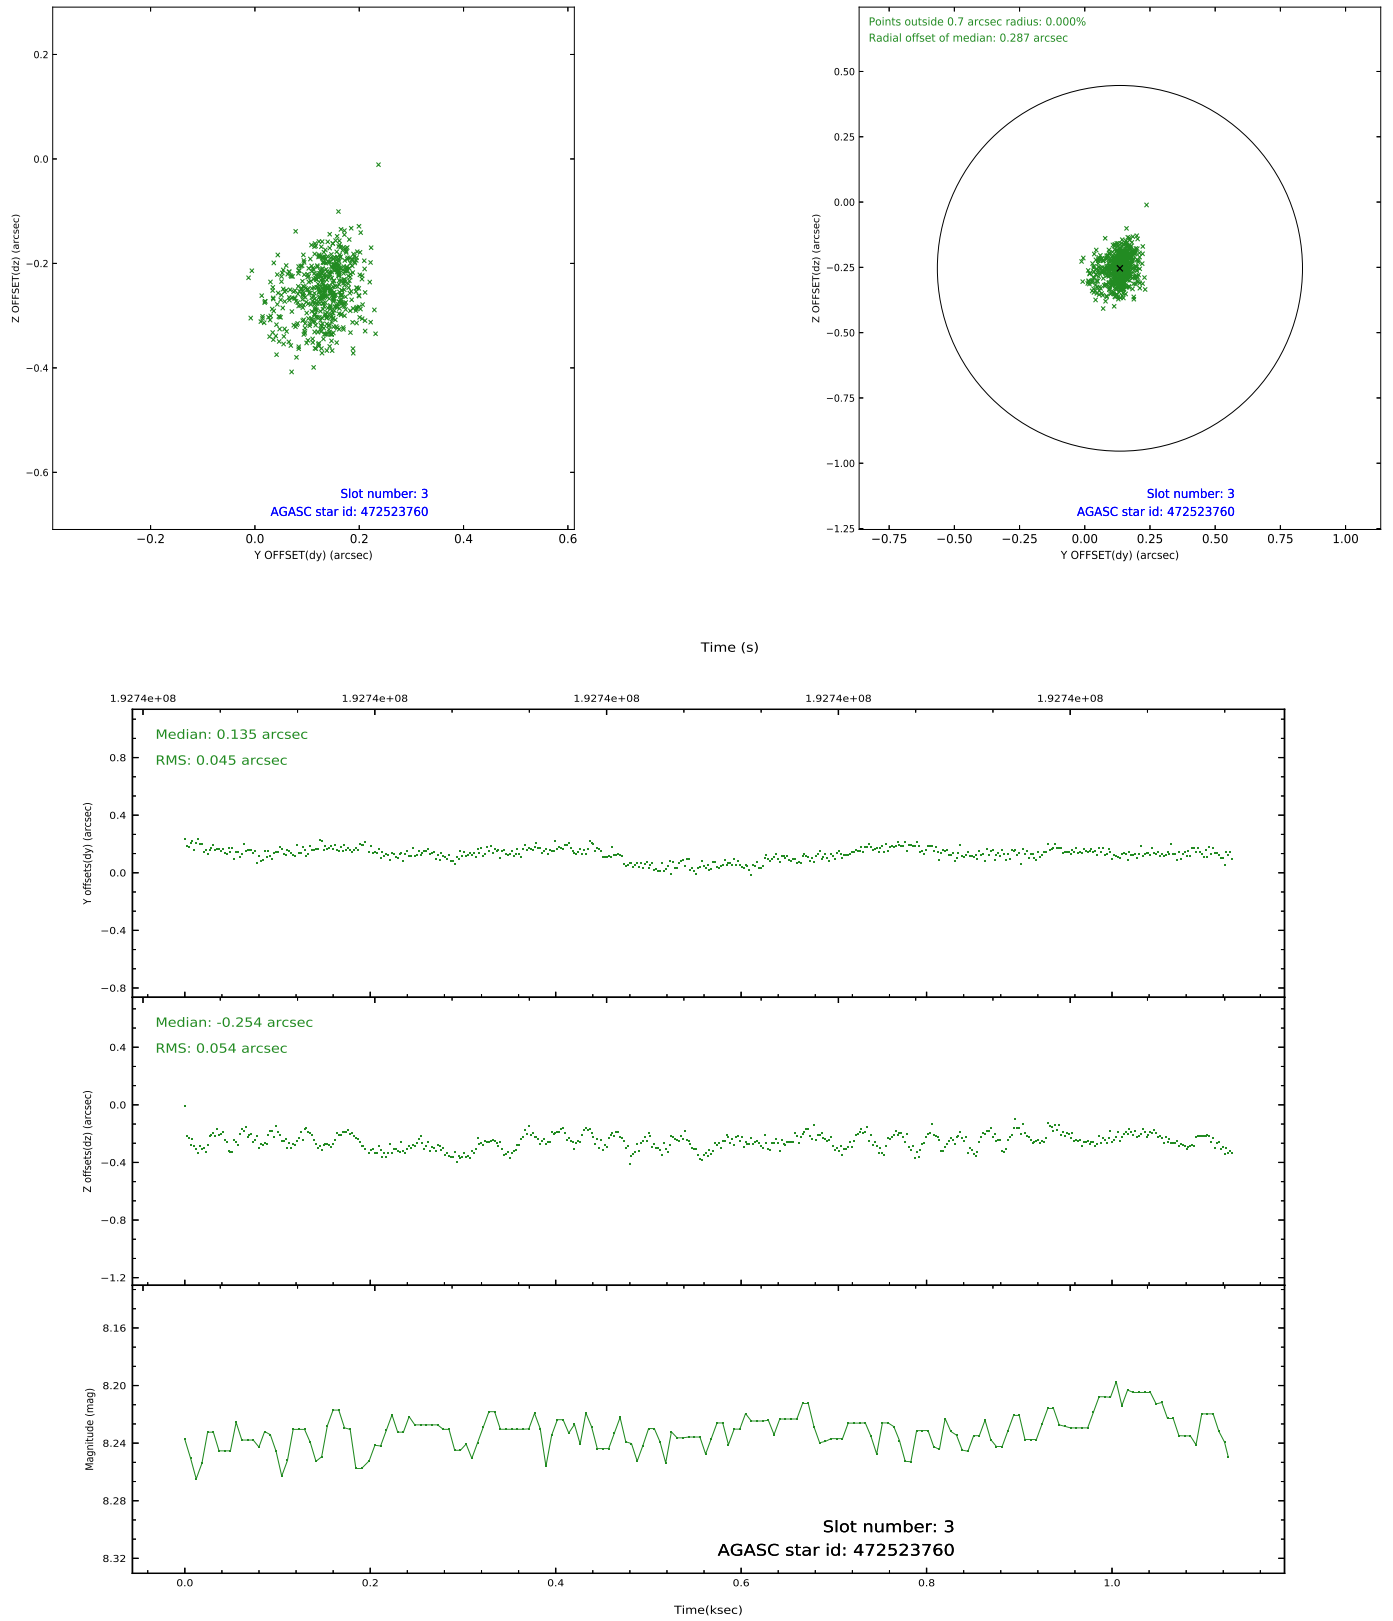 0.2
0.0
−0.2
−0.4
−0.6
Z OFFSET(dz) (arcsec)
Slot number: 3
AGASC star id: 472523760
−0.2 0.0 0.2 0.4 0.6
Y OFFSET(dy) (arcsec)
Points outside 0.7 arcsec radius: 0.000%
Radial offset of median: 0.287 arcsec
0.50
0.25
0.00
−0.25
−0.50
−0.75
−1.00
−1.25
Z OFFSET(dz) (arcsec)
Slot number: 3
AGASC star id: 472523760
−0.75 −0.50 −0.25 0.00 0.25 0.50 0.75 1.00
Y OFFSET(dy) (arcsec)
Time (s)
1.9274e+08 1.9274e+08 1.9274e+08 1.9274e+08 1.9274e+08
Median: 0.135 arcsec
RMS: 0.045 arcsec
0.8
0.4
0.0
−0.4
−0.8
Y offsets(dy) (arcsec)
Median: -0.254 arcsec
RMS: 0.054 arcsec
0.4
0.0
−0.4
−0.8
−1.2
Z offsets(dz) (arcsec)
8.16
8.20
8.24
8.28
8.32
Magnitude (mag)
Slot number: 3
AGASC star id: 472523760
0.0 0.2 0.4 0.6 0.8 1.0
Time(ksec)